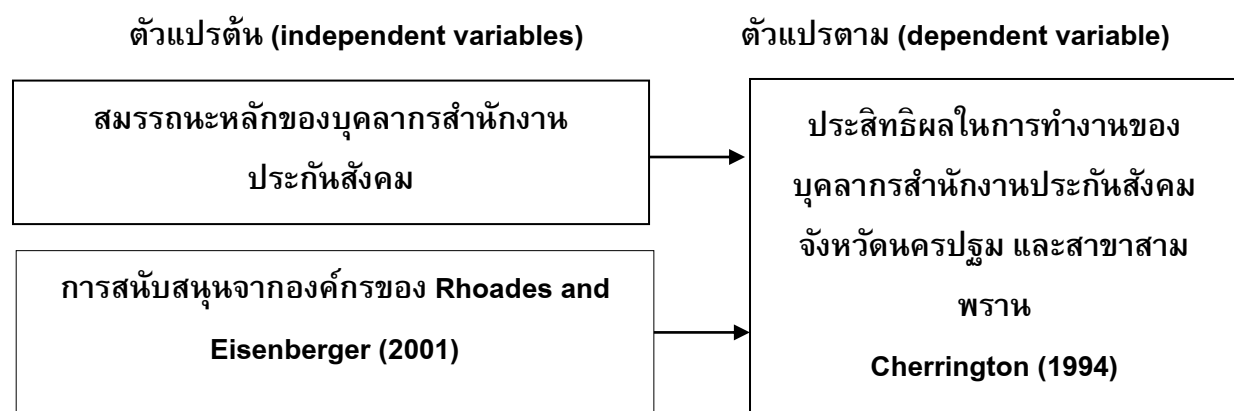 ตัวแปรต้น (independent variables)
ตัวแปรตาม (dependent variable)
สมรรถนะหลักของบุคลากรสำนักงาน
ประกันสังคม
การสนับสนุนจากองค์กรของ Rhoades and
Eisenberger (2001)
ประสิทธิผลในการทำงานของ
บุคลากรสำนักงานประกันสังคม
จังหวัดนครปฐม และสาขาสาม
พราน
Cherrington (1994)